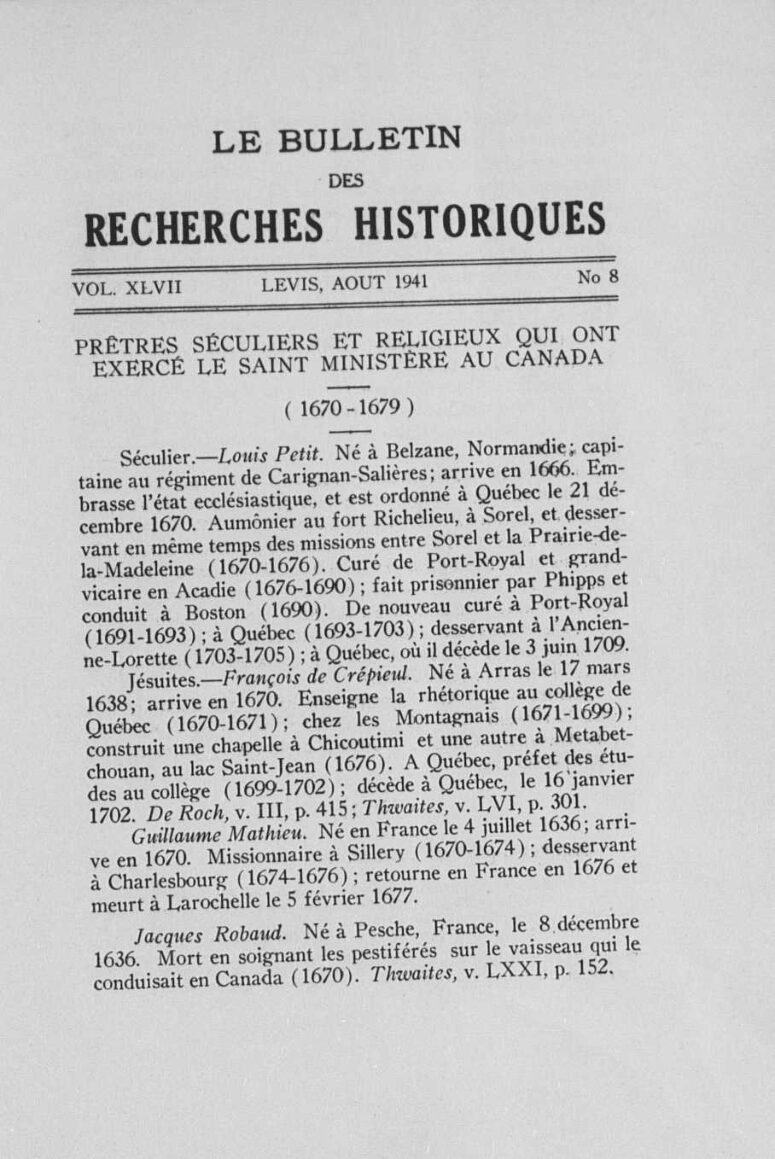 LE BULLETIN
DES
RECHERCHES HISTORIQUES
VOL. XLVII LEVIS, AOUT 1941 No 8
PRÊTRES SÉCULIERS ET RELIGIEUX QUI ONT
EXERCÉ LE SAINT MINISTÈRE AU CANADA
( 1670 - 1679 )
Séculier.—Louis Petit. Né à Belzane, Normandie; capi-
taine au régiment de Carignan-Salières; arrive en 1666. Em-
brasse l'état ecclésiastique, et est ordonné à Québec le 21 dé-
cembre 1670. Aumônier au fort Richelieu, à Sorel, et desser-
vant en même temps des missions entre Sorel et la Prairie-de-
la-Madeleine (1670-1676). Curé de Port-Royal et grand-
vicaire en Acadie (1676-1690) ; fait prisonnier par Phipps et
conduit à Boston (1690). De nouveau curé à Port-Royal
(1691-1693) ; à Québec (1693-1703) ; desservant à l'Ancien-
ne-Lorette (1703-1705) ; à Québec, où il décède le 3 juin 1709.
Jésuites.—François de Crépieul. Né à Arras le 17 mars
1638; arrive en 1670. Enseigne la rhétorique au collège de
Québec (1670-1671) ; chez les Montagnais (1671-1699) ;
construit une chapelle à Chicoutimi et une autre à Metabet-
chouan, au lac Saint-Jean (1676). A Québec, préfet des étu-
des au collège (1699-1702) ; décède à Québec, le 16 janvier
1702. De Roch, v. III, p. 415; Thwaites, v. LVI, p. 301.
Guillaume Mathieu. Né en France le 4 juillet 1636; arri-
ve en 1670. Missionnaire à Sillery (1670-1674) ; desservant
à Charlesbourg (1674-1676) ; retourne en France en 1676 et
meurt à Larochelle le 5 février 1677.
Jacques Robaud. Né à Pesche, France, le 8 décembre
1636. Mort en soignant les pestiférés sur le vaisseau qui le
conduisait en Canada (1670). Thwaites, v. LXXI, p. 152.